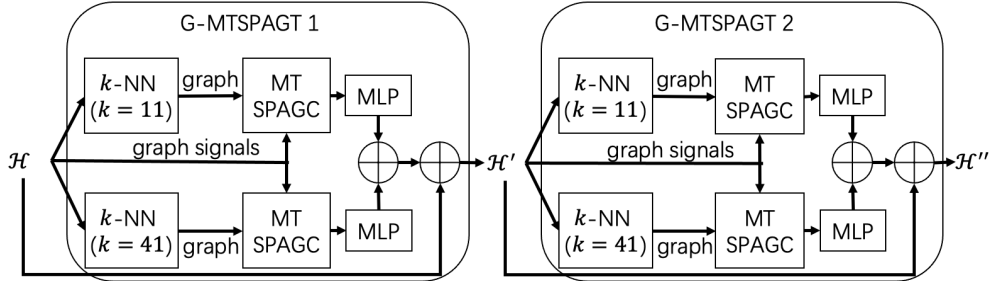 G-MTSPAGT 1
k-NN
(k = 11)
graph
MT
SPAGC
MLP
ℋ
graph signals
k-NN
(k = 41)
graph
MT
SPAGC
MLP
ℋ′
G-MTSPAGT 2
k-NN
(k = 11)
graph
MT
SPAGC
MLP
graph signals
k-NN
(k = 41)
graph
MT
SPAGC
MLP
ℋ′′